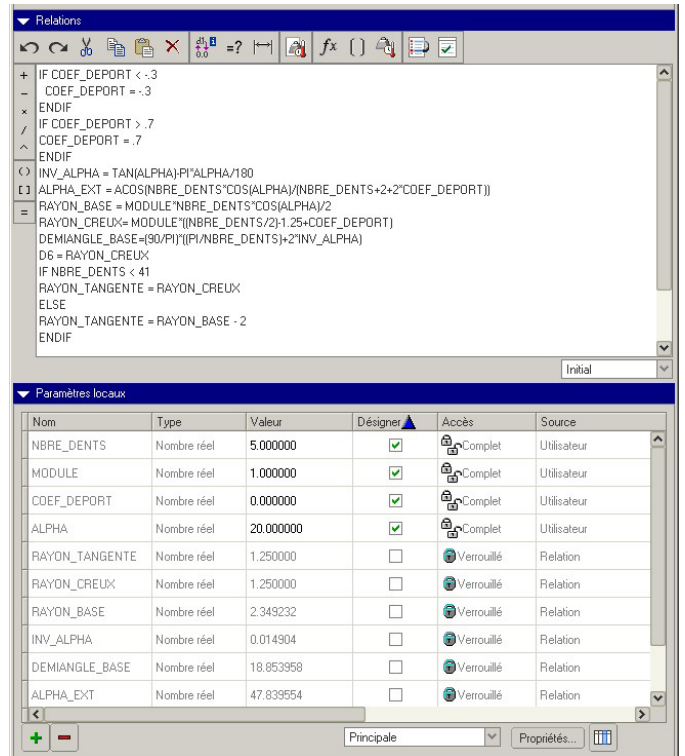 Relations
IF COEF_DEPORT < -.3
COEF_DEPORT = -.3
ENDIF
IF COEF_DEPORT > .7
COEF_DEPORT = .7
ENDIF
INV_ALPHA = TAN(ALPHA)-PI*ALPHA/180
ALPHA_EXT = ACOS(NBRE_DENTS*COS(ALPHA)/(NBRE_DENTS+2+2*COEF_DEPORT))
RAYON_BASE = MODULE*NBRE_DENTS*COS(ALPHA)/2
RAYON_CREUX= MODULE*((NBRE_DENTS/2)-1.25+COEF_DEPORT)
DEMIANGLE_BASE=(90/PI)*((PI/NBRE_DENTS)+2*INV_ALPHA)
D6 = RAYON_CREUX
IF NBRE_DENTS < 41
RAYON_TANGENTE = RAYON_CREUX
ELSE
RAYON_TANGENTE = RAYON_BASE - 2
ENDIF
Initial
Paramètres locaux
Nom Type Valeur Désigner Accès Source
NBRE_DENTS Nombre réel 5.000000 Complet Utilisateur
MODULE Nombre réel 1.000000 Complet Utilisateur
COEF_DEPORT Nombre réel 0.000000 Complet Utilisateur
ALPHA Nombre réel 20.000000 Complet Utilisateur
RAYON_TANGENTE Nombre réel 1.250000 Verrouillé Relation
RAYON_CREUX Nombre réel 1.250000 Verrouillé Relation
RAYON_BASE Nombre réel 2.349232 Verrouillé Relation
INV_ALPHA Nombre réel 0.014904 Verrouillé Relation
DEMIANGLE_BASE Nombre réel 18.853958 Verrouillé Relation
ALPHA_EXT Nombre réel 47.839554 Verrouillé Relation
Principale Propriétés...